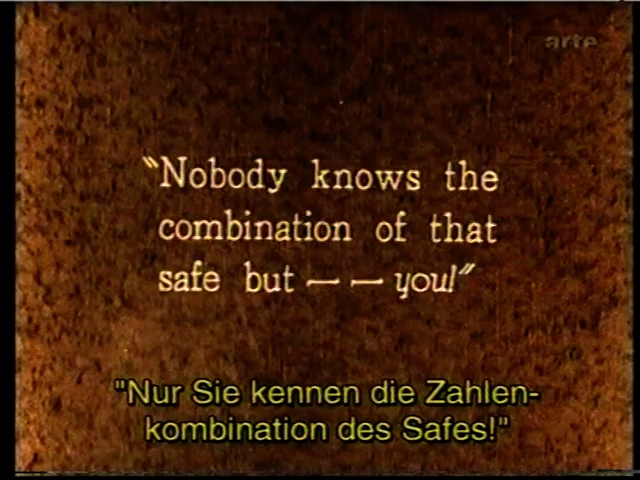 arte
“Nobody knows the
combination of that
safe but — — you!”
"Nur Sie kennen die Zahlen-
kombination des Safes!"